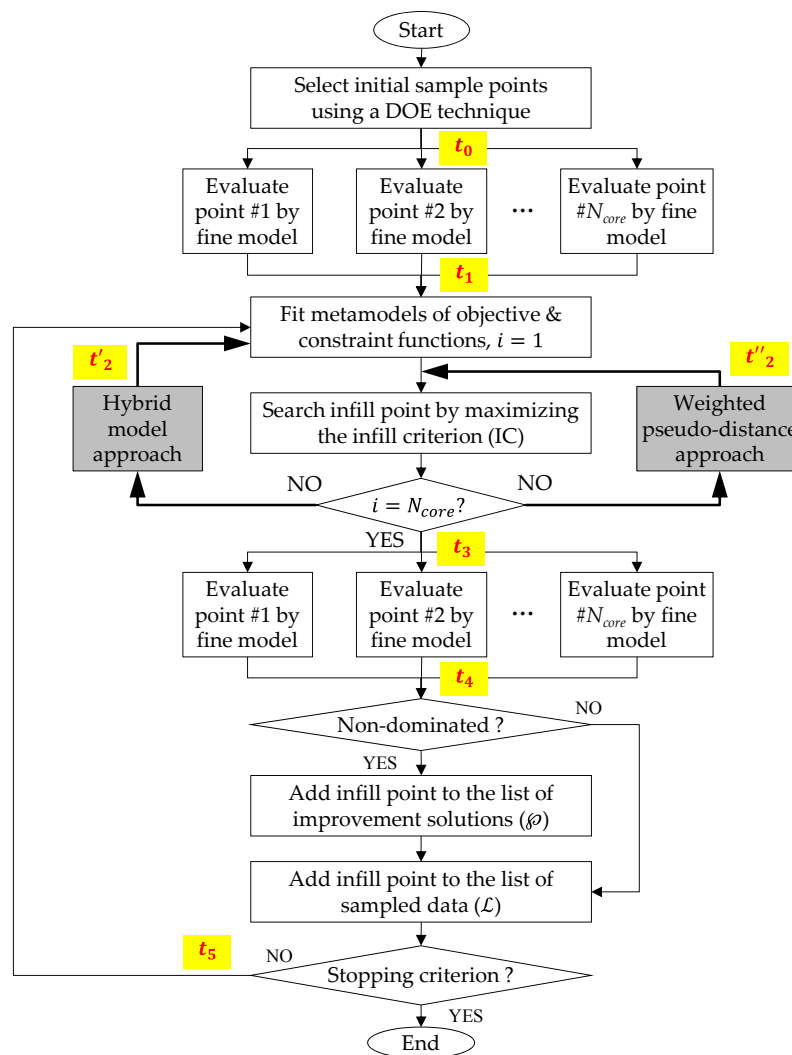 Start
Select initial sample points
using a DOE technique
t₀
Evaluate
point #1 by
fine model
Evaluate
point #2 by
fine model
...
Evaluate point
#N_core by fine
model
t₁
Fit metamodels of objective &
constraint functions, i = 1
t'₂
t''₂
Hybrid
model
approach
Search infill point by maximizing
the infill criterion (IC)
Weighted
pseudo-distance
approach
NO
NO
i = N_core?
YES
t₃
Evaluate
point #1 by
fine model
Evaluate
point #2 by
fine model
...
Evaluate point
#N_core by fine
model
t₄
Non-dominated ?
NO
YES
Add infill point to the list of
improvement solutions (℘)
Add infill point to the list of
sampled data (ℒ)
t₅
NO
Stopping criterion ?
YES
End